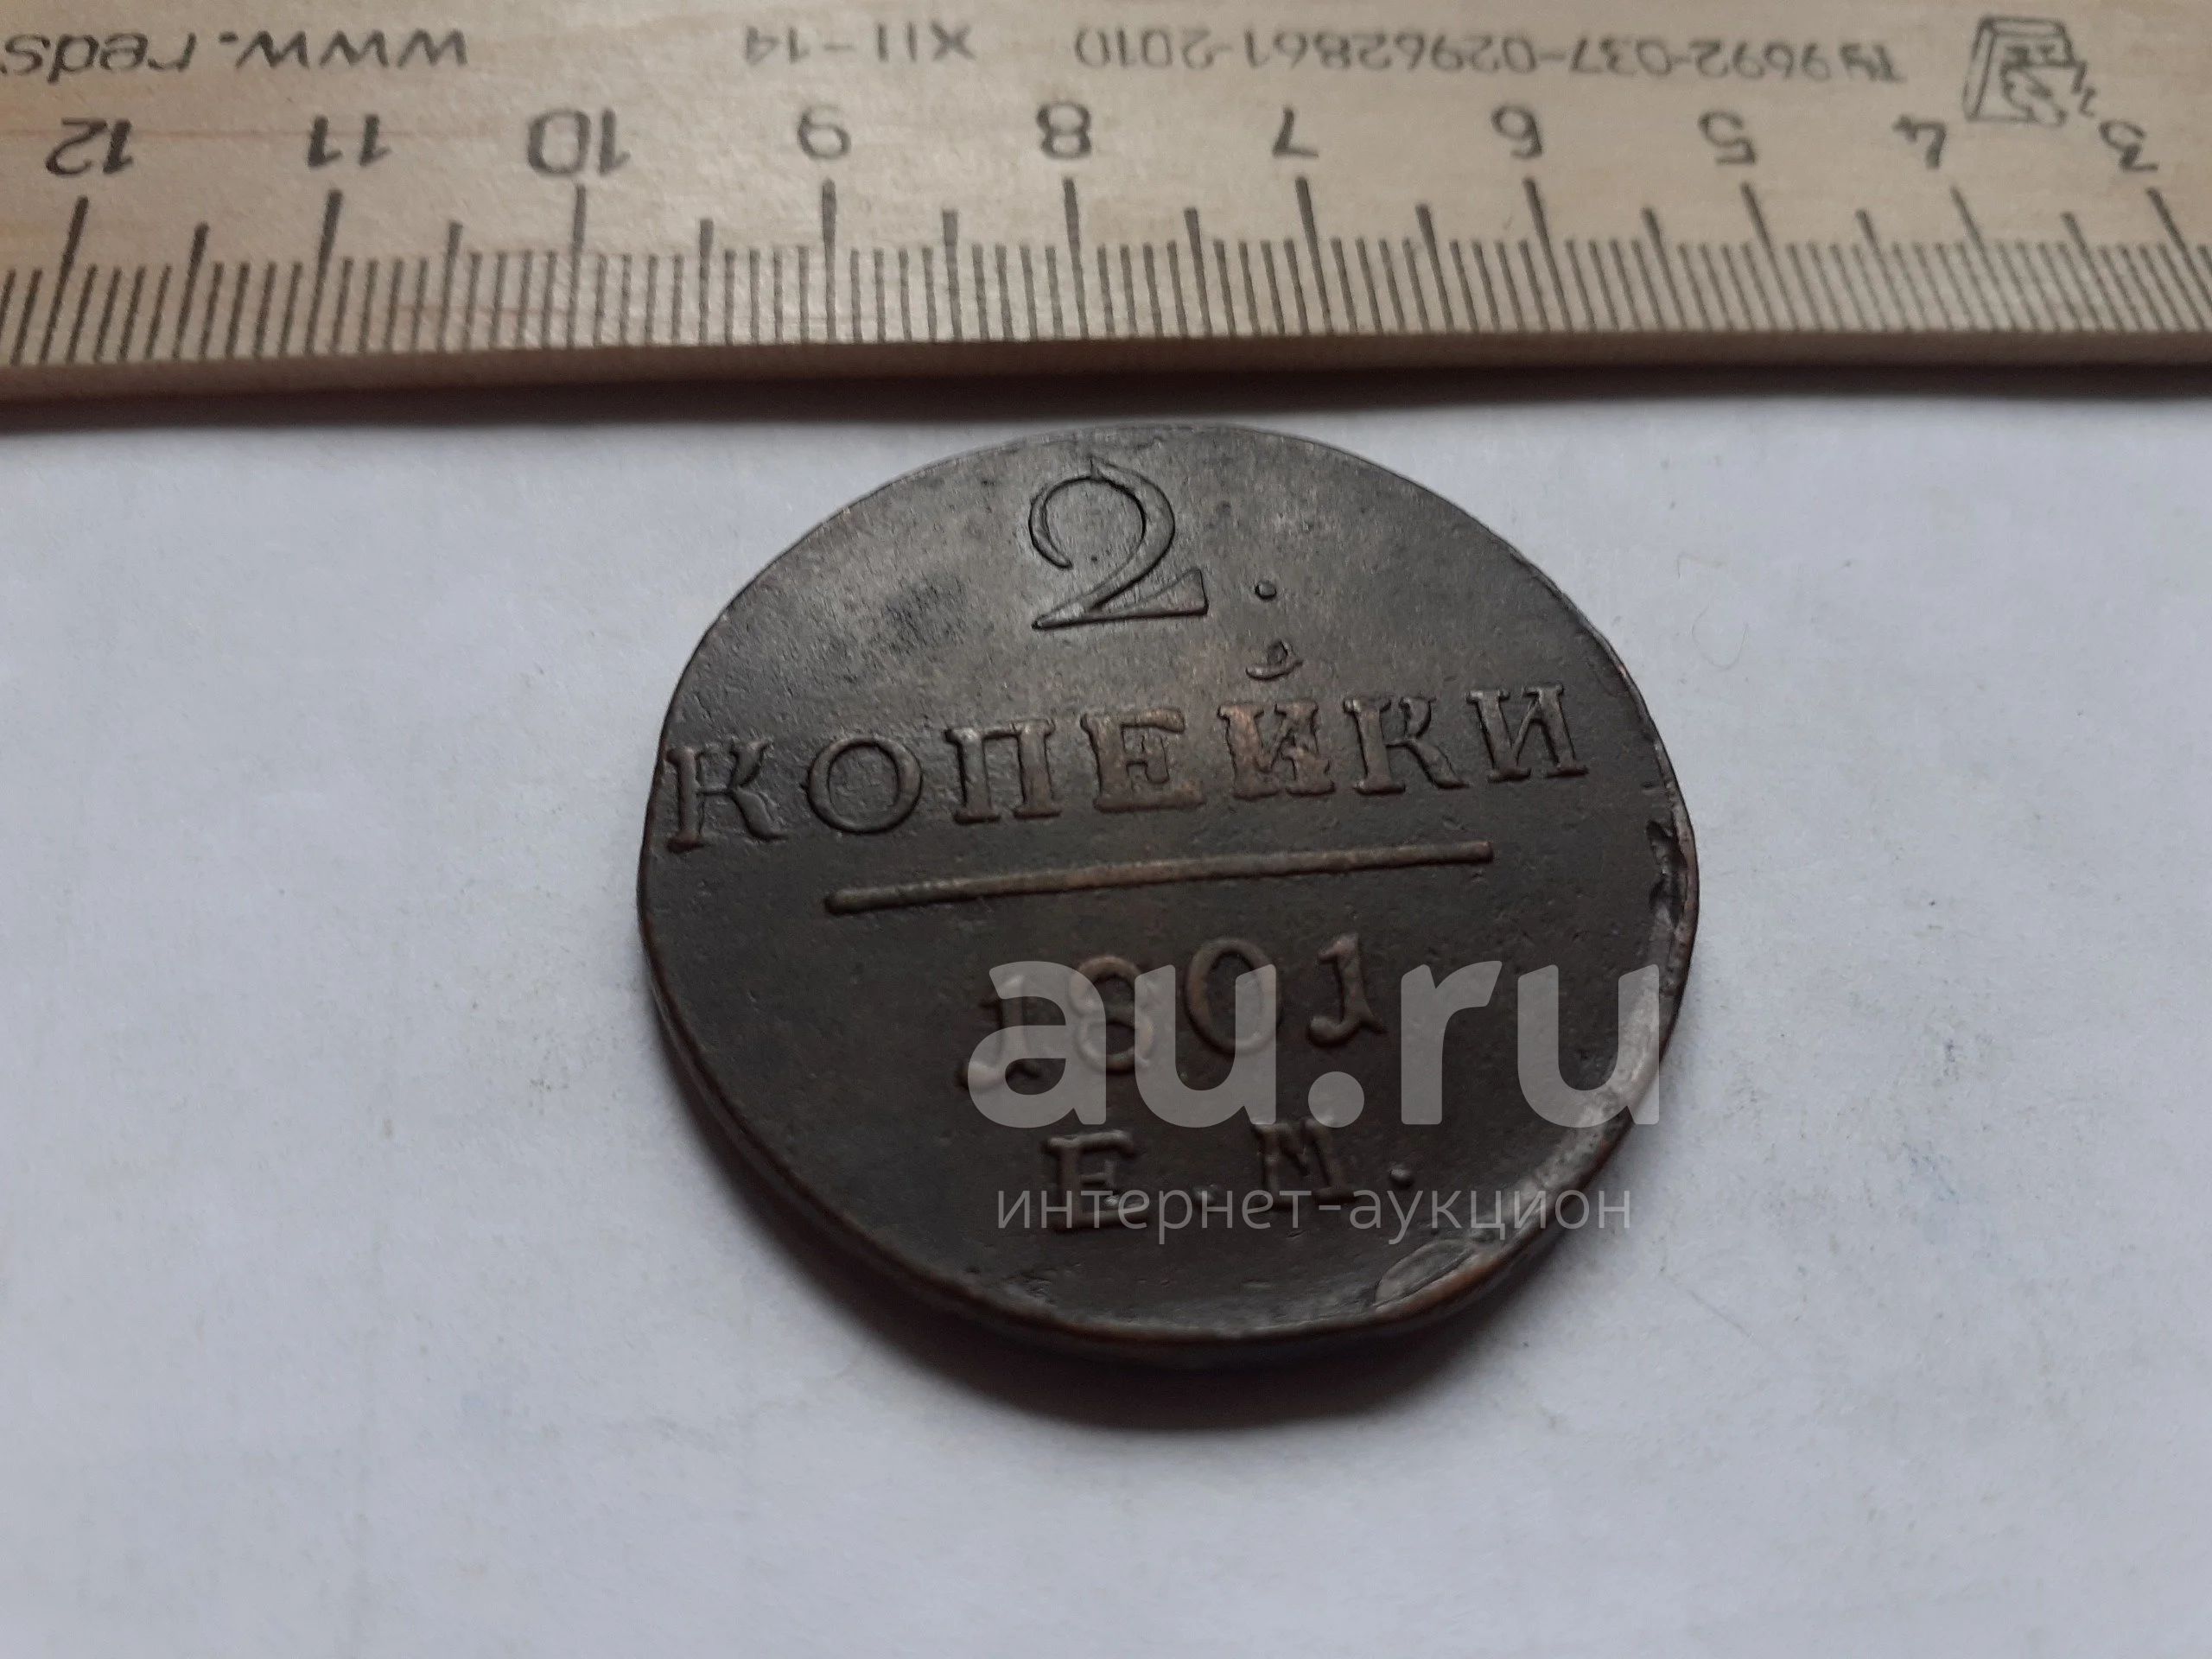 www.reds
XII-14
ТУ9692-037-02962861-2010
12 11 10 9 8 7 6 5 4 3
2.
КОПЕЙКИ
1801
Е.М.
au.ru
интернет-аукцион